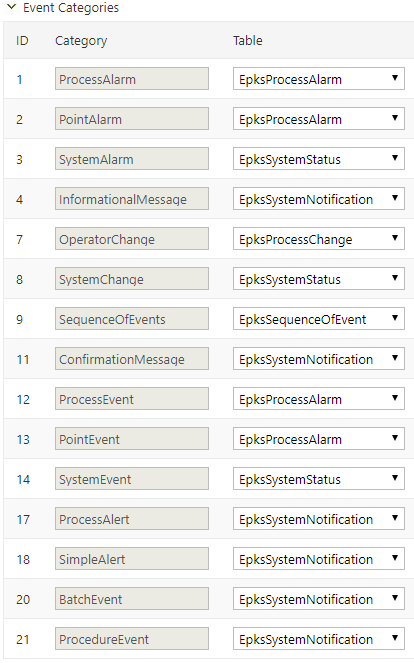 Event Categories
ID Category Table
1 ProcessAlarm EpksProcessAlarm
2 PointAlarm EpksProcessAlarm
3 SystemAlarm EpksSystemStatus
4 InformationalMessage EpksSystemNotification
7 OperatorChange EpksProcessChange
8 SystemChange EpksSystemStatus
9 SequenceOfEvents EpksSequenceOfEvent
11 ConfirmationMessage EpksSystemNotification
12 ProcessEvent EpksProcessAlarm
13 PointEvent EpksProcessAlarm
14 SystemEvent EpksSystemStatus
17 ProcessAlert EpksSystemNotification
18 SimpleAlert EpksSystemNotification
20 BatchEvent EpksSystemNotification
21 ProcedureEvent EpksSystemNotification